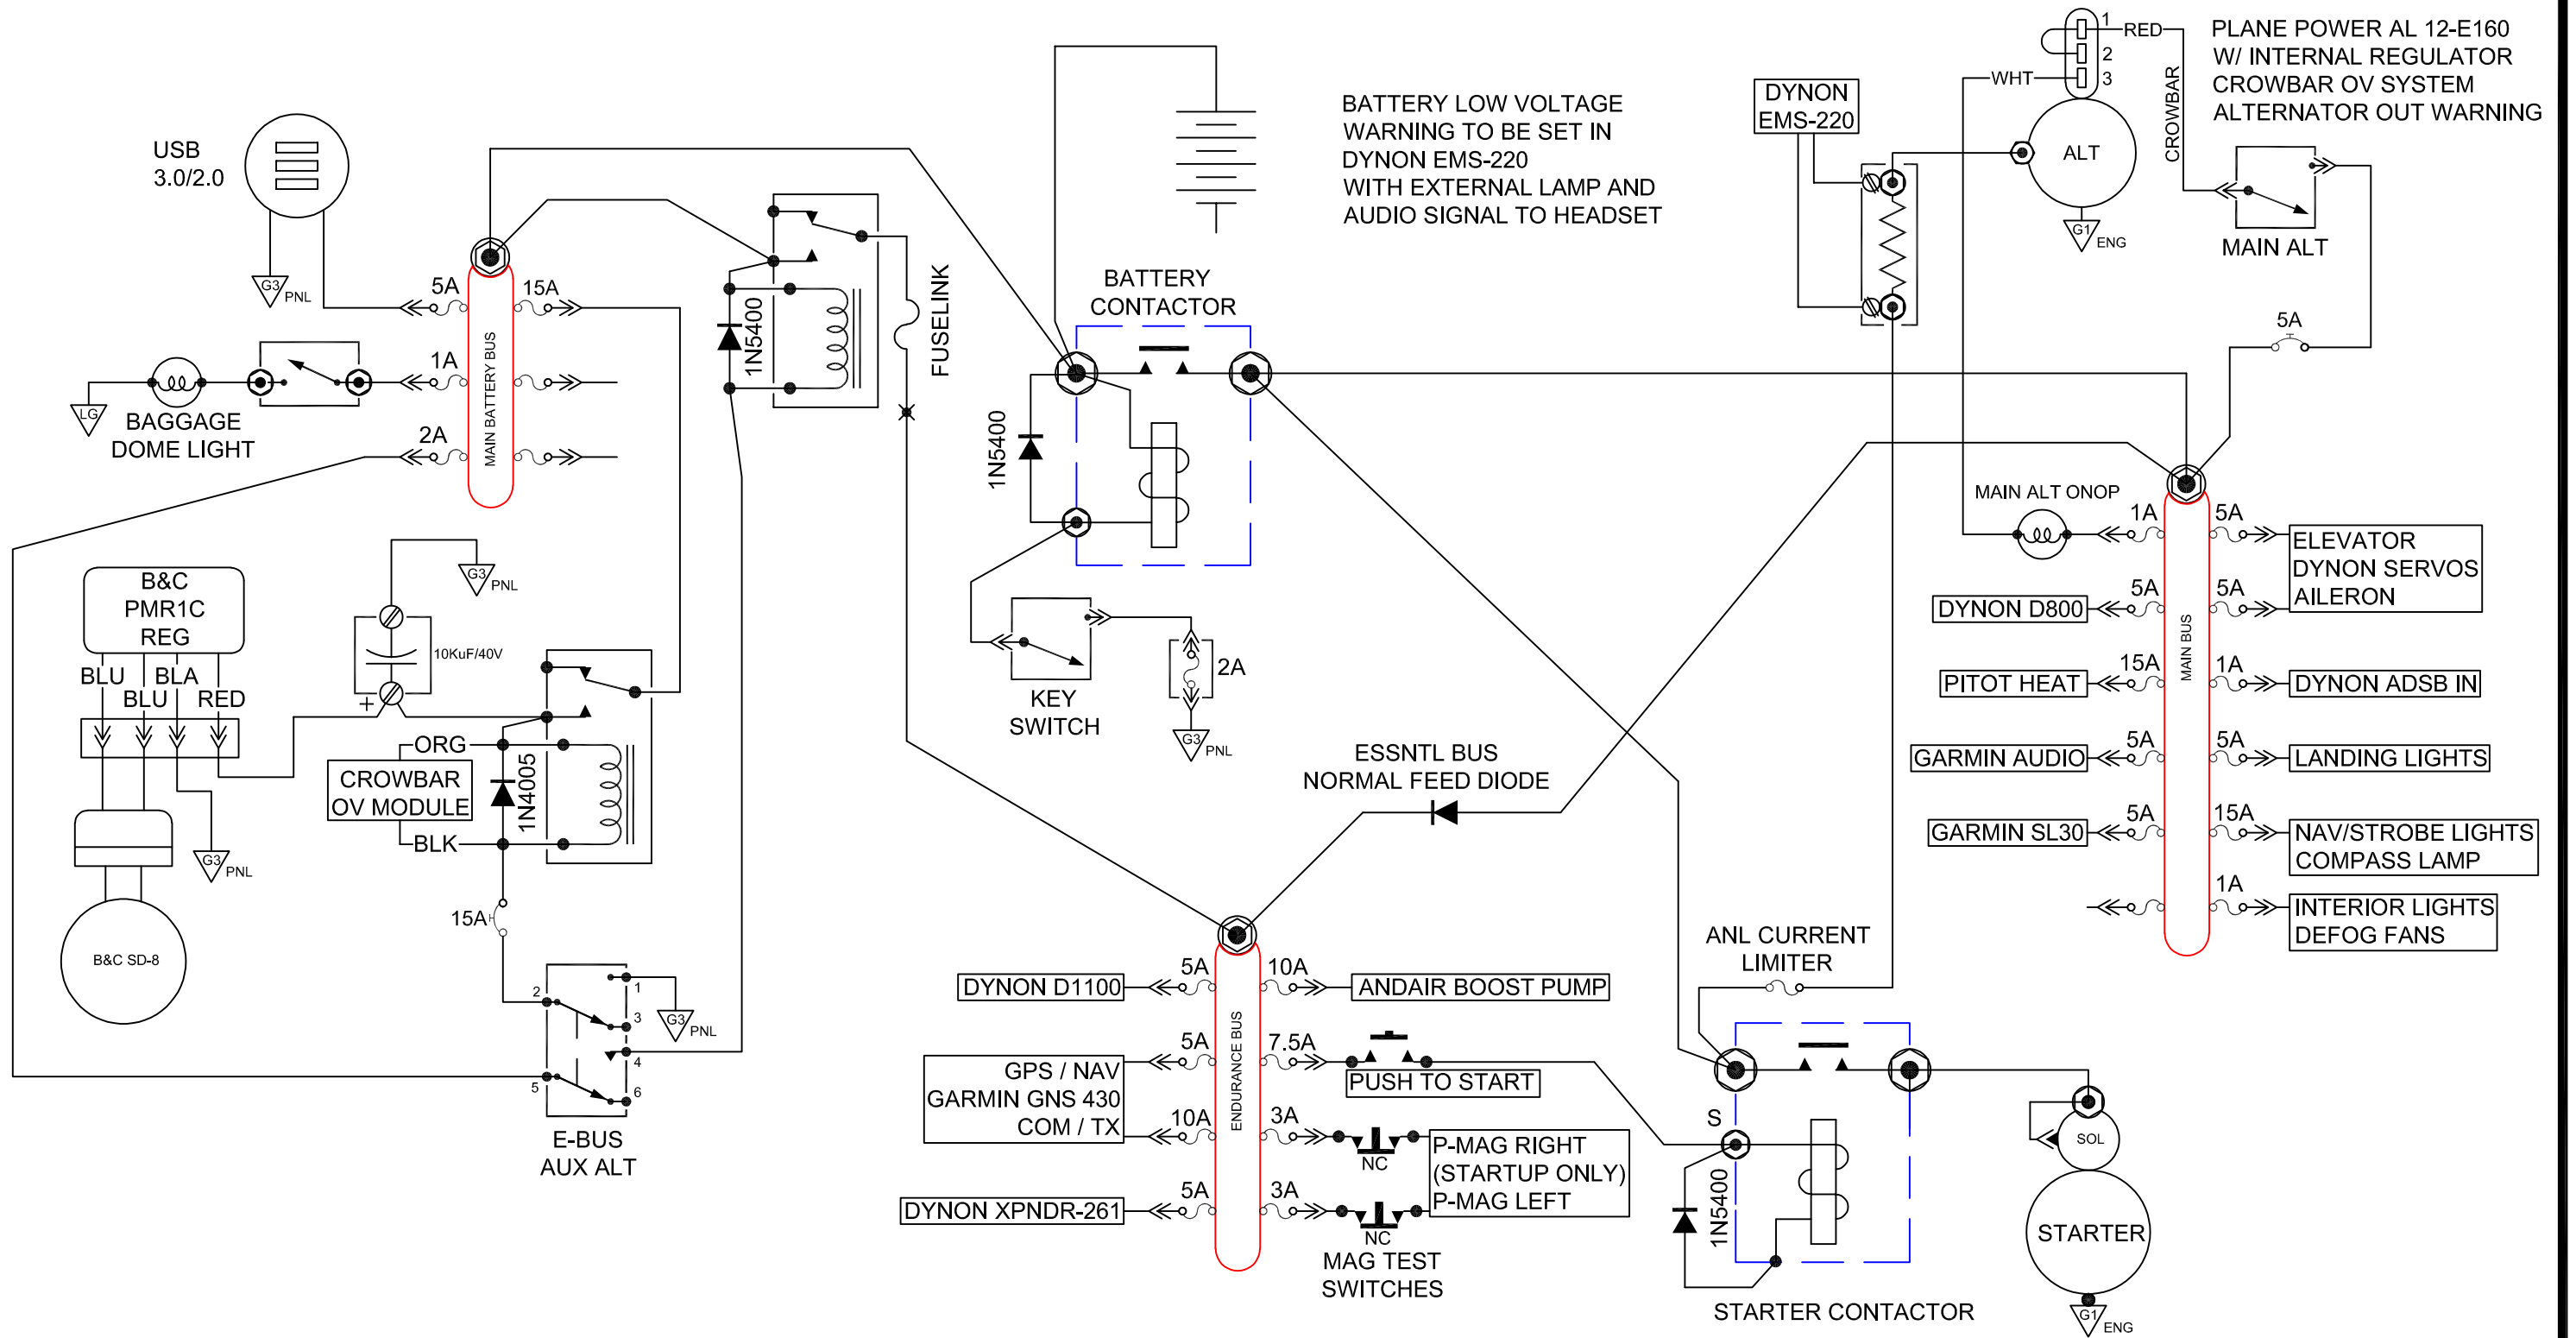 USB
3.0/2.0
G3
PNL
5A
15A
1A
2A
MAIN BATTERY BUS
LG
BAGGAGE
DOME LIGHT
1N5400
FUSELINK
BATTERY LOW VOLTAGE
WARNING TO BE SET IN
DYNON EMS-220
WITH EXTERNAL LAMP AND
AUDIO SIGNAL TO HEADSET
BATTERY
CONTACTOR
1N5400
KEY
SWITCH
2A
G3
PNL
DYNON
EMS-220
1
2
3
RED
WHT
CROWBAR
ALT
G1
ENG
PLANE POWER AL 12-E160
W/ INTERNAL REGULATOR
CROWBAR OV SYSTEM
ALTERNATOR OUT WARNING
MAIN ALT
5A
MAIN ALT ONOP
1A
5A
5A
5A
15A
1A
5A
5A
5A
15A
1A
MAIN BUS
ELEVATOR
DYNON SERVOS
AILERON
DYNON D800
PITOT HEAT
DYNON ADSB IN
GARMIN AUDIO
LANDING LIGHTS
GARMIN SL30
NAV/STROBE LIGHTS
COMPASS LAMP
INTERIOR LIGHTS
DEFOG FANS
B&C
PMR1C
REG
BLU
BLU
BLA
RED
G3
PNL
10KuF/40V
+
G3
PNL
ORG
CROWBAR
OV MODULE
BLK
1N4005
15A
B&C SD-8
2
5
1
3
4
6
G3
PNL
E-BUS
AUX ALT
ESSNTL BUS
NORMAL FEED DIODE
5A
10A
DYNON D1100
ANDAIR BOOST PUMP
5A
7.5A
GPS / NAV
GARMIN GNS 430
COM / TX
PUSH TO START
10A
3A
ENDURANCE BUS
NC
P-MAG RIGHT
(STARTUP ONLY)
P-MAG LEFT
5A
3A
DYNON XPNDR-261
NC
MAG TEST
SWITCHES
ANL CURRENT
LIMITER
S
1N5400
STARTER CONTACTOR
SOL
STARTER
G1
ENG